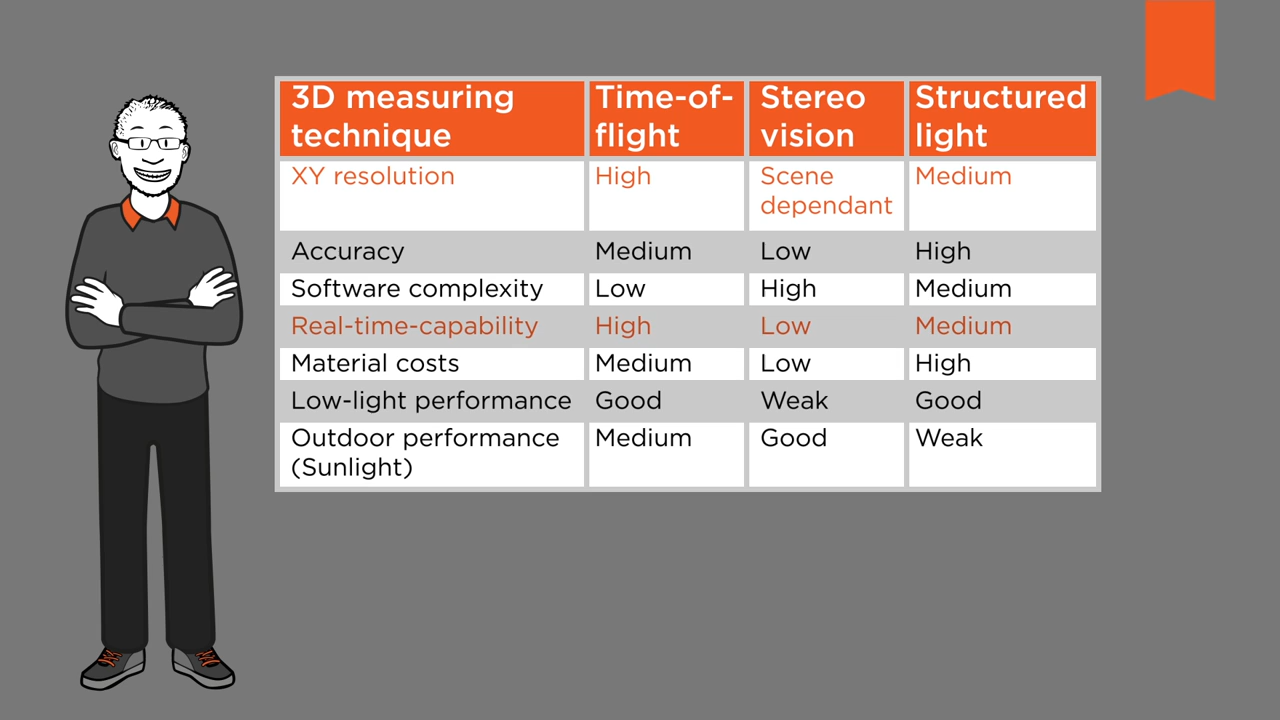 3D measuring technique Time-of-flight Stereo vision Structured light
XY resolution High Scene dependant Medium
Accuracy Medium Low High
Software complexity Low High Medium
Real-time-capability High Low Medium
Material costs Medium Low High
Low-light performance Good Weak Good
Outdoor performance (Sunlight) Medium Good Weak